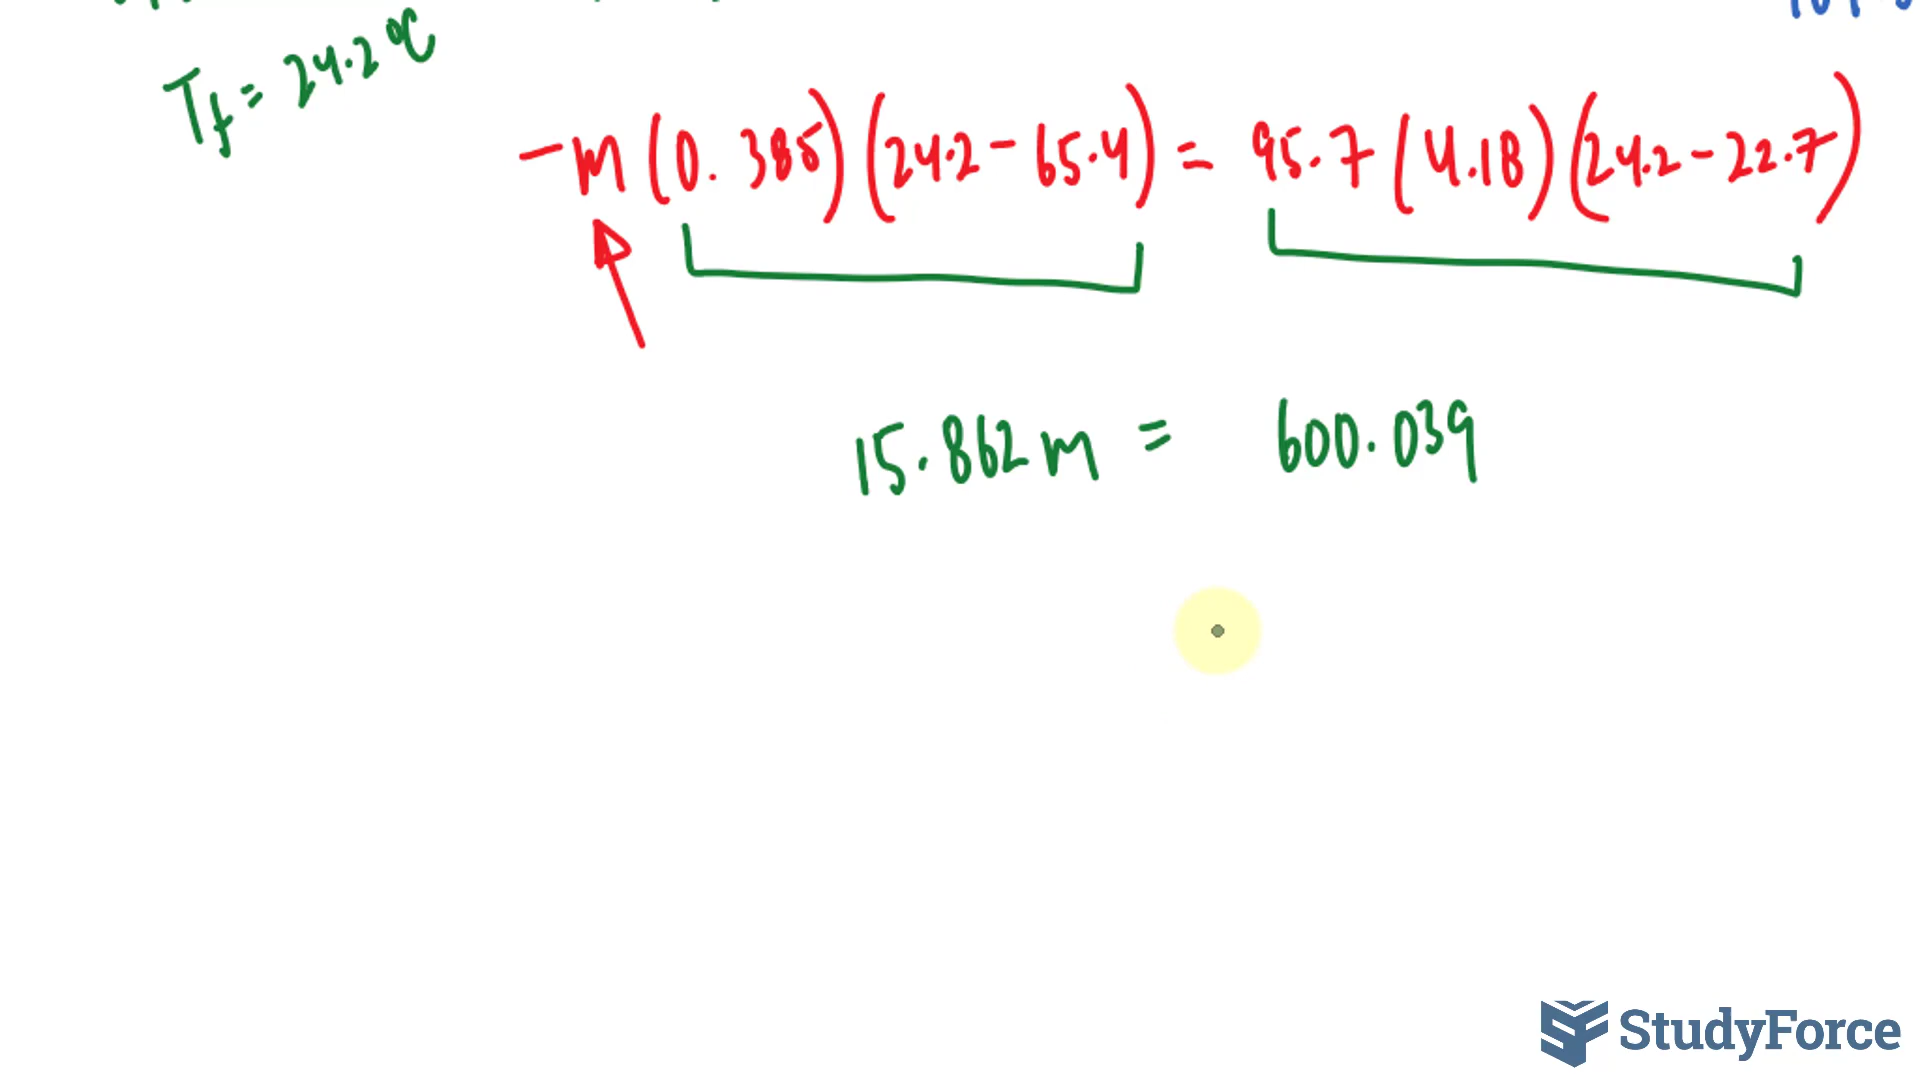 T_f = 24.2 °C
-m (0.385) (24.2 - 65.4) = 95.7 (4.18) (24.2 - 22.7)
15.862 m = 600.039
StudyForce